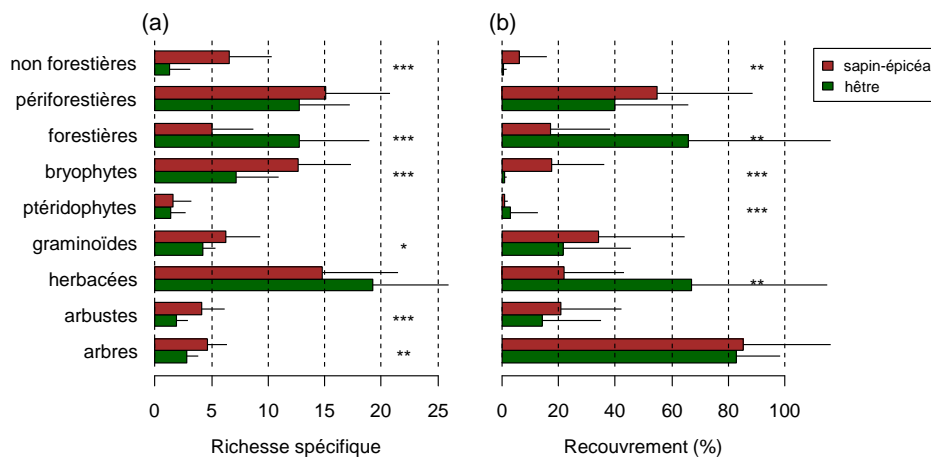 (a) (b)
non forestières *** **
sapin-épicéa
hêtre
périforestières
forestières *** **
bryophytes *** ***
ptéridophytes ***
graminoïdes *
herbacées **
arbustes ***
arbres **
0 5 10 15 20 25 0 20 40 60 80 100
Richesse spécifique Recouvrement (%)